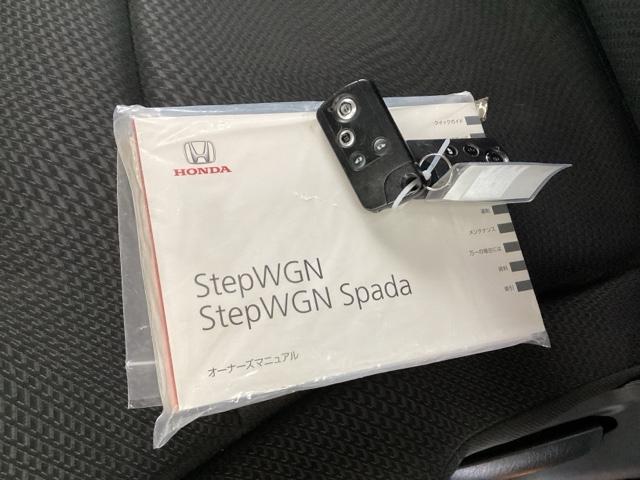 HONDA
StepWGN
StepWGN Spada
オーナーズマニュアル
クイックガイド
メンテナンス
万一の場合には
資料
索引